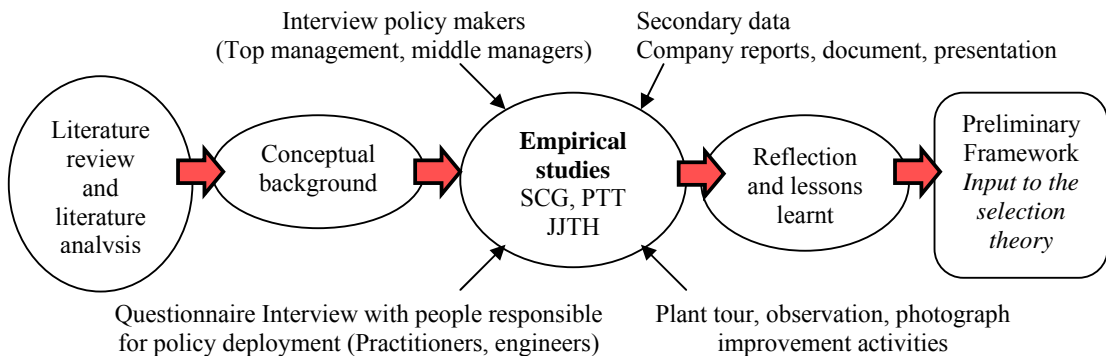 Interview policy makers
(Top management, middle managers)
Secondary data
Company reports, document, presentation
Literature
review
and
literature
analvsis
Conceptual
background
Empirical
studies
SCG, PTT
JJTH
Reflection
and lessons
learnt
Preliminary
Framework
Input to the
selection
theory
Questionnaire Interview with people responsible
for policy deployment (Practitioners, engineers)
Plant tour, observation, photograph
improvement activities